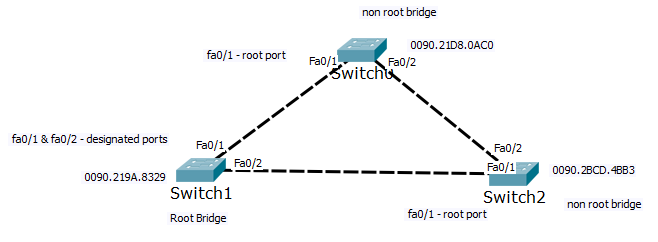 non root bridge
fa0/1 - root port
0090.21D8.0AC0
Fa0/1
Fa0/2
Switch0
fa0/1 & fa0/2 - designated ports
Fa0/1
Fa0/2
Fa0/2
Fa0/1
0090.219A.8329
0090.2BCD.4BB3
Switch1
Switch2
Root Bridge
fa0/1 - root port
non root bridge